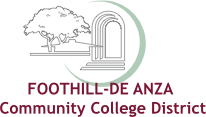 FOOTHILL-DE ANZA
Community College District